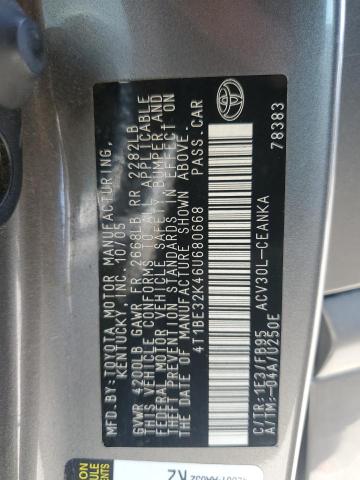 MFD. BY: TOYOTA MOTOR MANUFACTURING,
KENTUCKY INC. 10/05
GVWR 4200LB GAWR FR 2668LB RR 2282LB
THIS VEHICLE CONFORMS TO ALL APPLICABLE
FEDERAL MOTOR VEHICLE SAFETY, BUMPER, AND
THEFT PREVENTION STANDARDS IN EFFECT ON
THE DATE OF MANUFACTURE SHOWN ABOVE.
4T1BE32K46U680668 PASS.CAR
C/TR:1E3/FB95 ACV30L-CEANKA
A/TM:-04A/U250E
78383